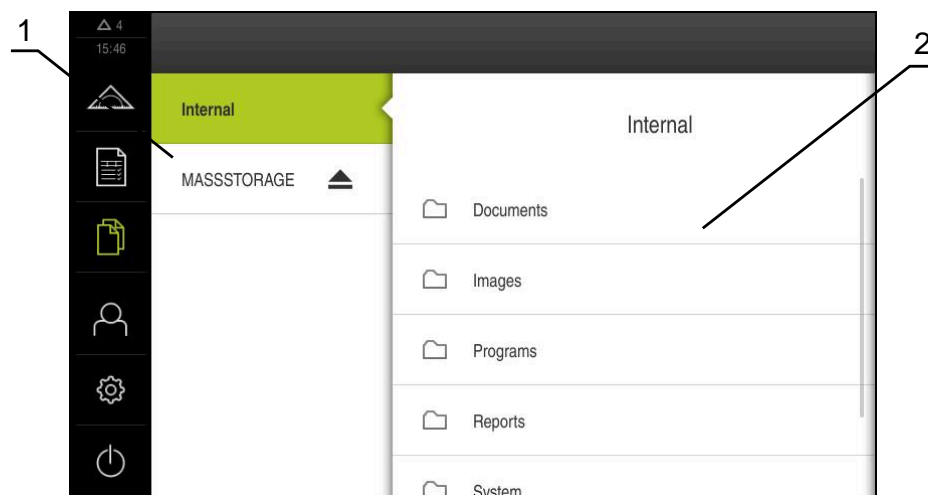 1
4
15:46
2
Internal
Internal
MASSSTORAGE
Documents
Images
Programs
Reports
System